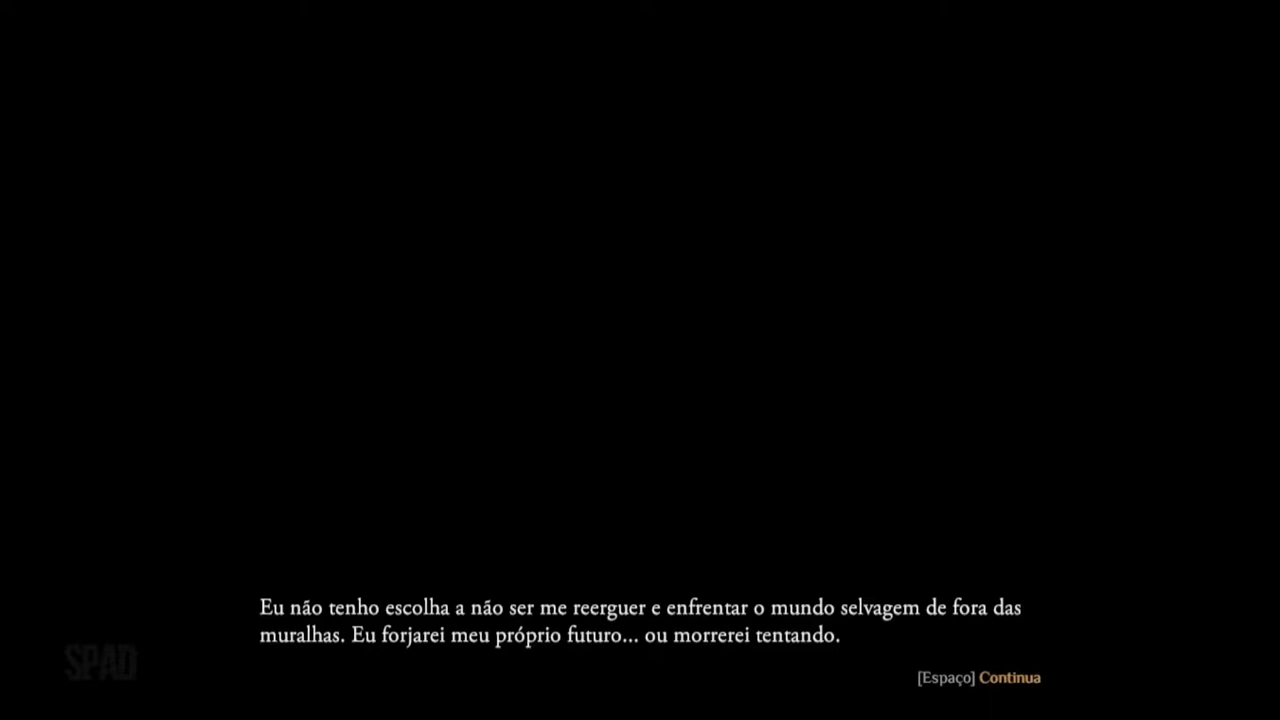 Eu não tenho escolha a não ser me reerguer e enfrentar o mundo selvagem de fora das
muralhas. Eu forjarei meu próprio futuro... ou morrerei tentando.
SPAD
[Espaço] Continua